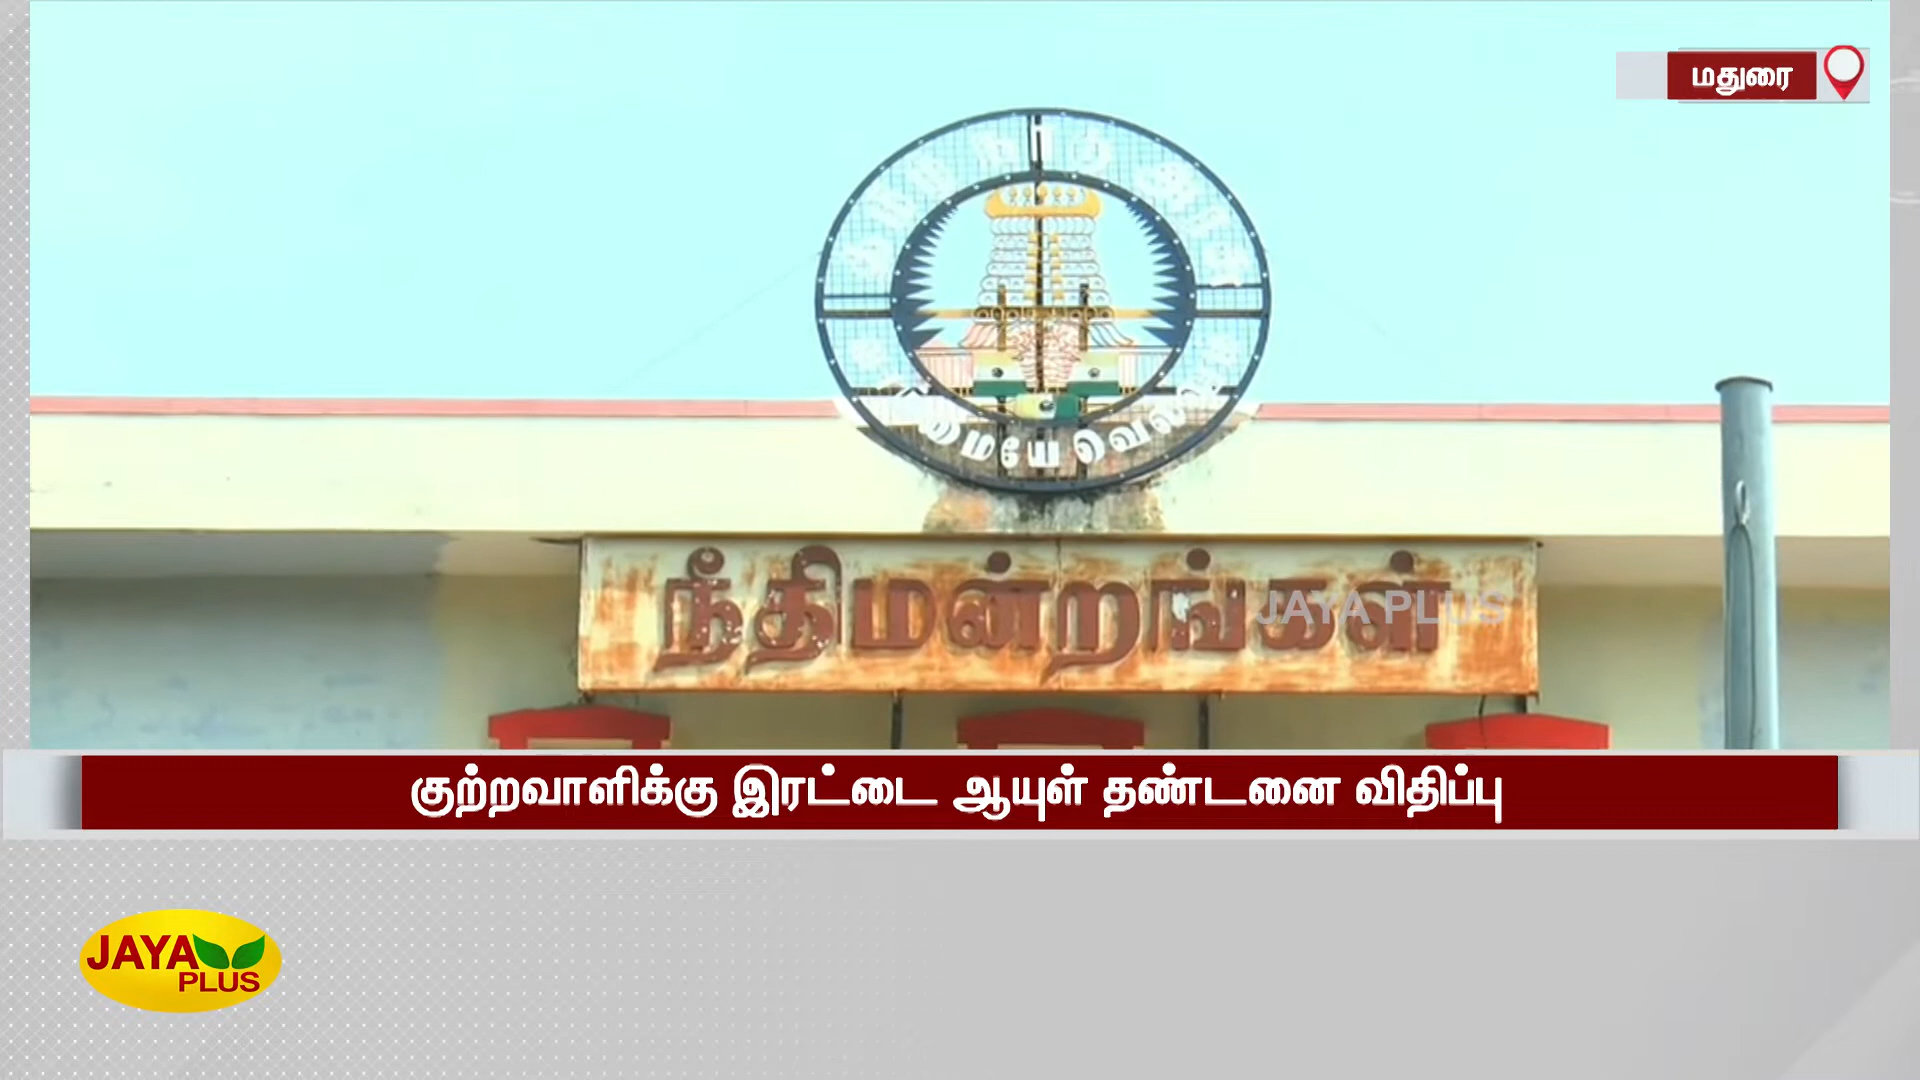 மதுரை
வாய்மையே வெல்லும்
நீதிமன்றங்கள்
JAYA PLUS
குற்றவாளிக்கு இரட்டை ஆயுள் தண்டனை விதிப்பு
JAYA
PLUS